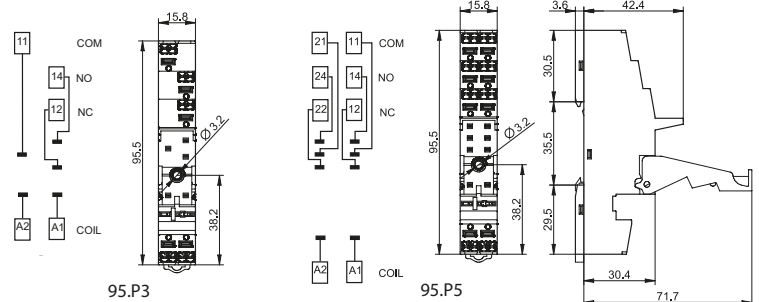 15.8
11 COM
14 NO
12 NC
Ø3.2
95.5
38.2
A2 A1 COIL
95.P3
15.8
21 11 COM
24 14 NO
22 12 NC
Ø3.2
95.5
38.2
A2 A1 COIL
95.P5
3.6 42.4
30.5
35.5
29.5
30.4
71.7